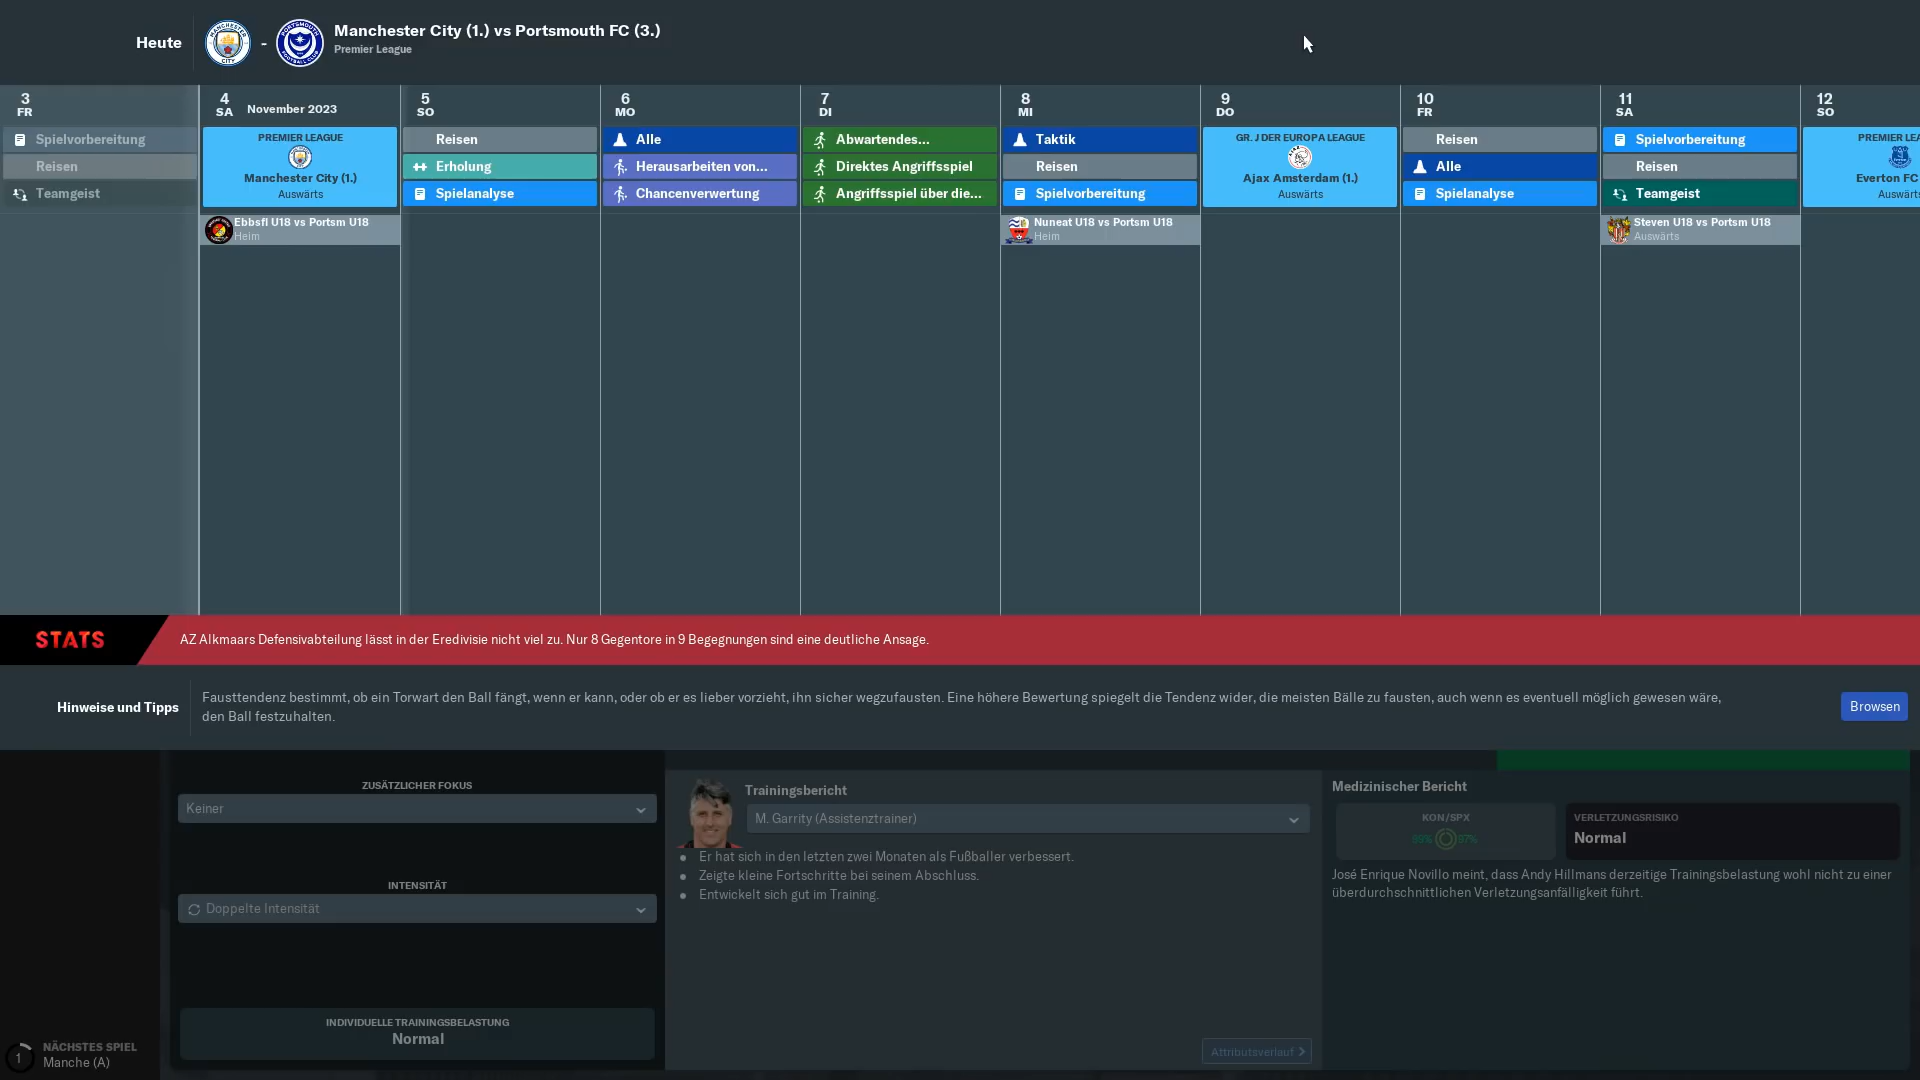 Heute
-
Manchester City (1.) vs Portsmouth FC (3.)
Premier League
3
FR
Spielvorbereitung
Reisen
Teamgeist
4
SA
November 2023
PREMIER LEAGUE
Manchester City (1.)
Auswärts
Ebbsfl U18 vs Portsm U18
Heim
5
SO
Reisen
Erholung
Spielanalyse
6
MO
Alle
Herausarbeiten von...
Chancenverwertung
7
DI
Abwartendes...
Direktes Angriffsspiel
Angriffsspiel über die...
8
MI
Taktik
Reisen
Spielvorbereitung
Nuneat U18 vs Portsm U18
Heim
9
DO
GR. J DER EUROPA LEAGUE
Ajax Amsterdam (1.)
Auswärts
10
FR
Reisen
Alle
Spielanalyse
11
SA
Spielvorbereitung
Reisen
Teamgeist
Steven U18 vs Portsm U18
Auswärts
12
SO
PREMIER LEA
Everton FC
Auswärts
STATS
AZ Alkmaars Defensivabteilung lässt in der Eredivisie nicht viel zu. Nur 8 Gegentore in 9 Begegnungen sind eine deutliche Ansage.
Hinweise und Tipps
Fausttendenz bestimmt, ob ein Torwart den Ball fängt, wenn er kann, oder ob er es lieber vorzieht, ihn sicher wegzufausten. Eine höhere Bewertung spiegelt die Tendenz wider, die meisten Bälle zu fausten, auch wenn es eventuell möglich gewesen wäre,
den Ball festzuhalten.
Browsen
ZUSÄTZLICHER FOKUS
Keiner
INTENSITÄT
Doppelte Intensität
INDIVIDUELLE TRAININGSBELASTUNG
Normal
Trainingsbericht
M. Garrity (Assistenztrainer)
Er hat sich in den letzten zwei Monaten als Fußballer verbessert.
Zeigte kleine Fortschritte bei seinem Abschluss.
Entwickelt sich gut im Training.
Attributsverlauf
Medizinischer Bericht
KON/SPX
97%
VERLETZUNGSRISIKO
Normal
José Enrique Novillo meint, dass Andy Hillmans derzeitige Trainingsbelastung wohl nicht zu einer
überdurchschnittlichen Verletzungsanfälligkeit führt.
1
NÄCHSTES SPIEL
Manche (A)